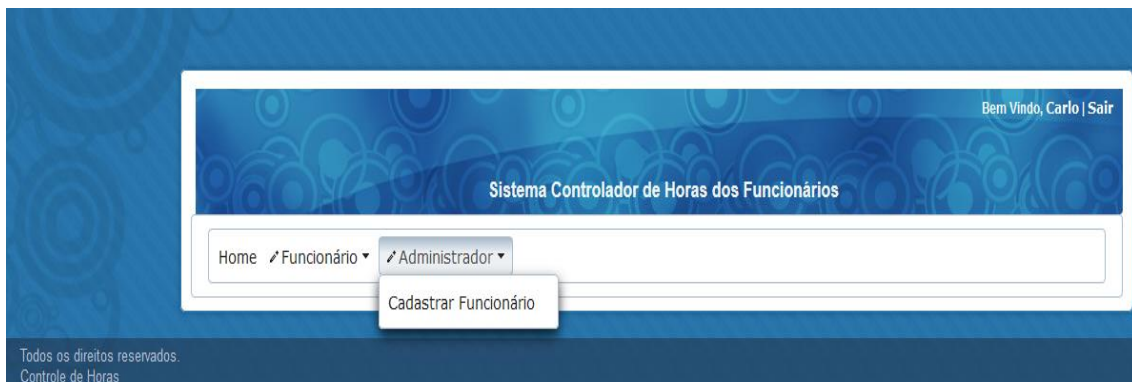 Bem Vindo, Carlo | Sair
Sistema Controlador de Horas dos Funcionários
Home Funcionário Administrador
Cadastrar Funcionário
Todos os direitos reservados.
Controle de Horas